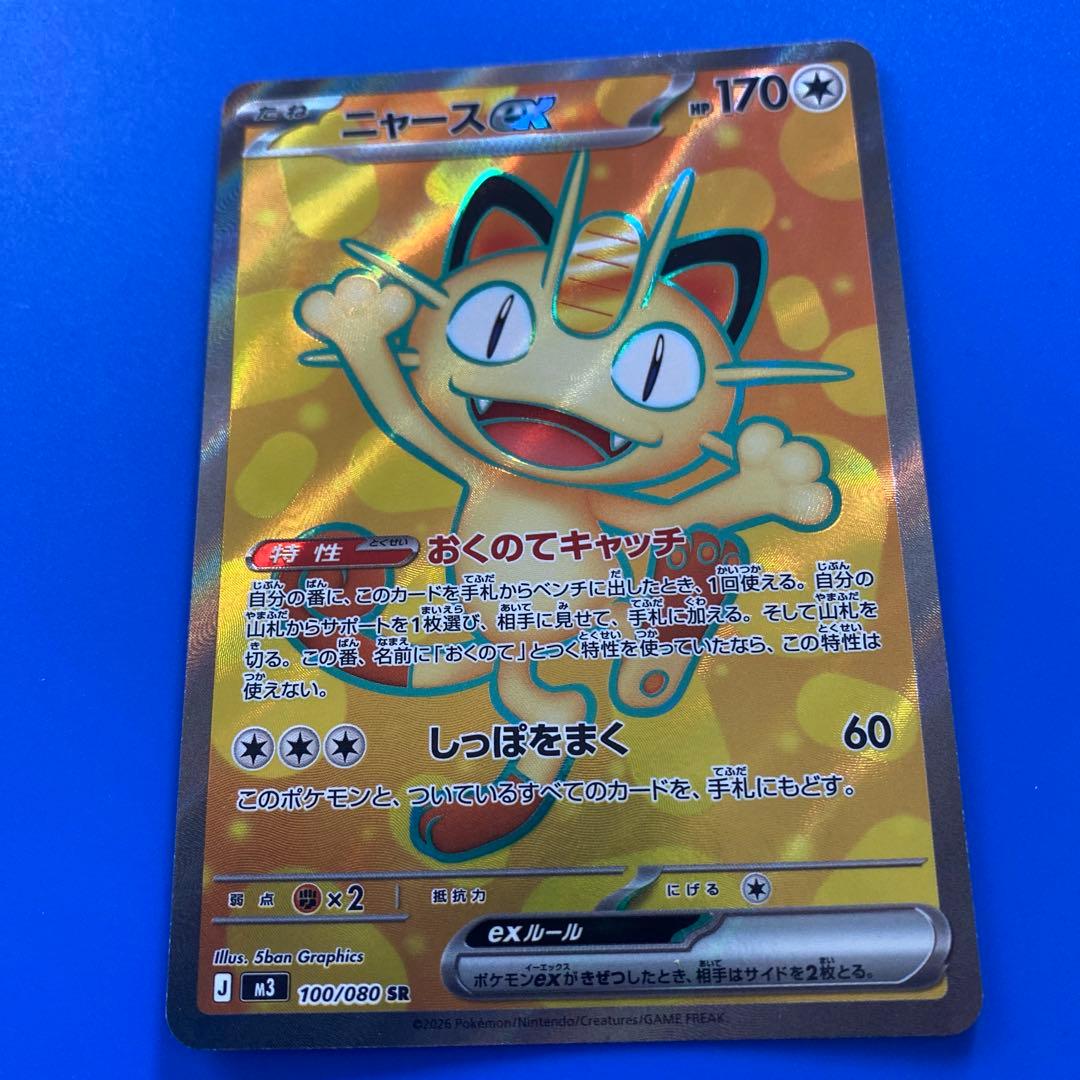 たね ニャースex HP170
特性 とくせい おくのてキャッチ
自分の番に、このカードを手札からベンチに出したとき、1回使える。自分の
山札からサポートを1枚選び、相手に見せて、手札に加える。そして山札を
切る。この番、名前に「おくのて」とつく特性を使っていたなら、この特性は
使えない。
しっぽをまく 60
このポケモンと、ついているすべてのカードを、手札にもどす。
弱点 ×2 抵抗力 にげる
exルール
ポケモンexがきぜつしたとき、相手はサイドを2枚とる。
Illus. 5ban Graphics
J M3 100/080 SR
©2026 Pokémon/Nintendo/Creatures/GAME FREAK.